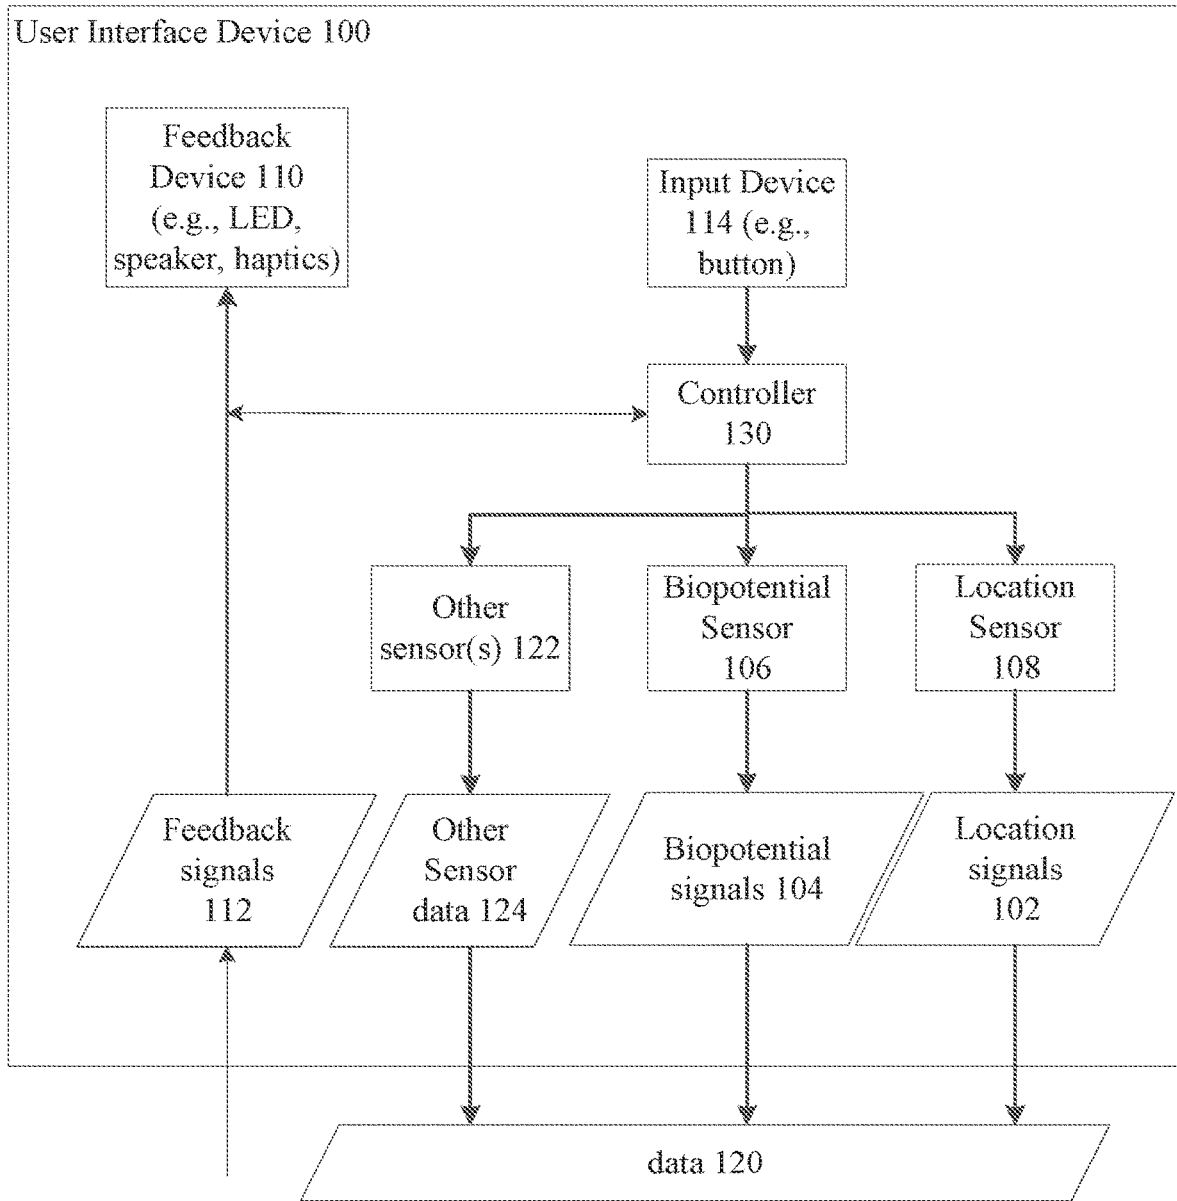 User Interface Device 100
Feedback
Device 110
(e.g., LED,
speaker, haptics)
Input Device
114 (e.g.,
button)
Controller
130
Other
sensor(s) 122
Biopotential
Sensor
106
Location
Sensor
108
Feedback
signals
112
Other
Sensor
data 124
Biopotential
signals 104
Location
signals
102
data 120